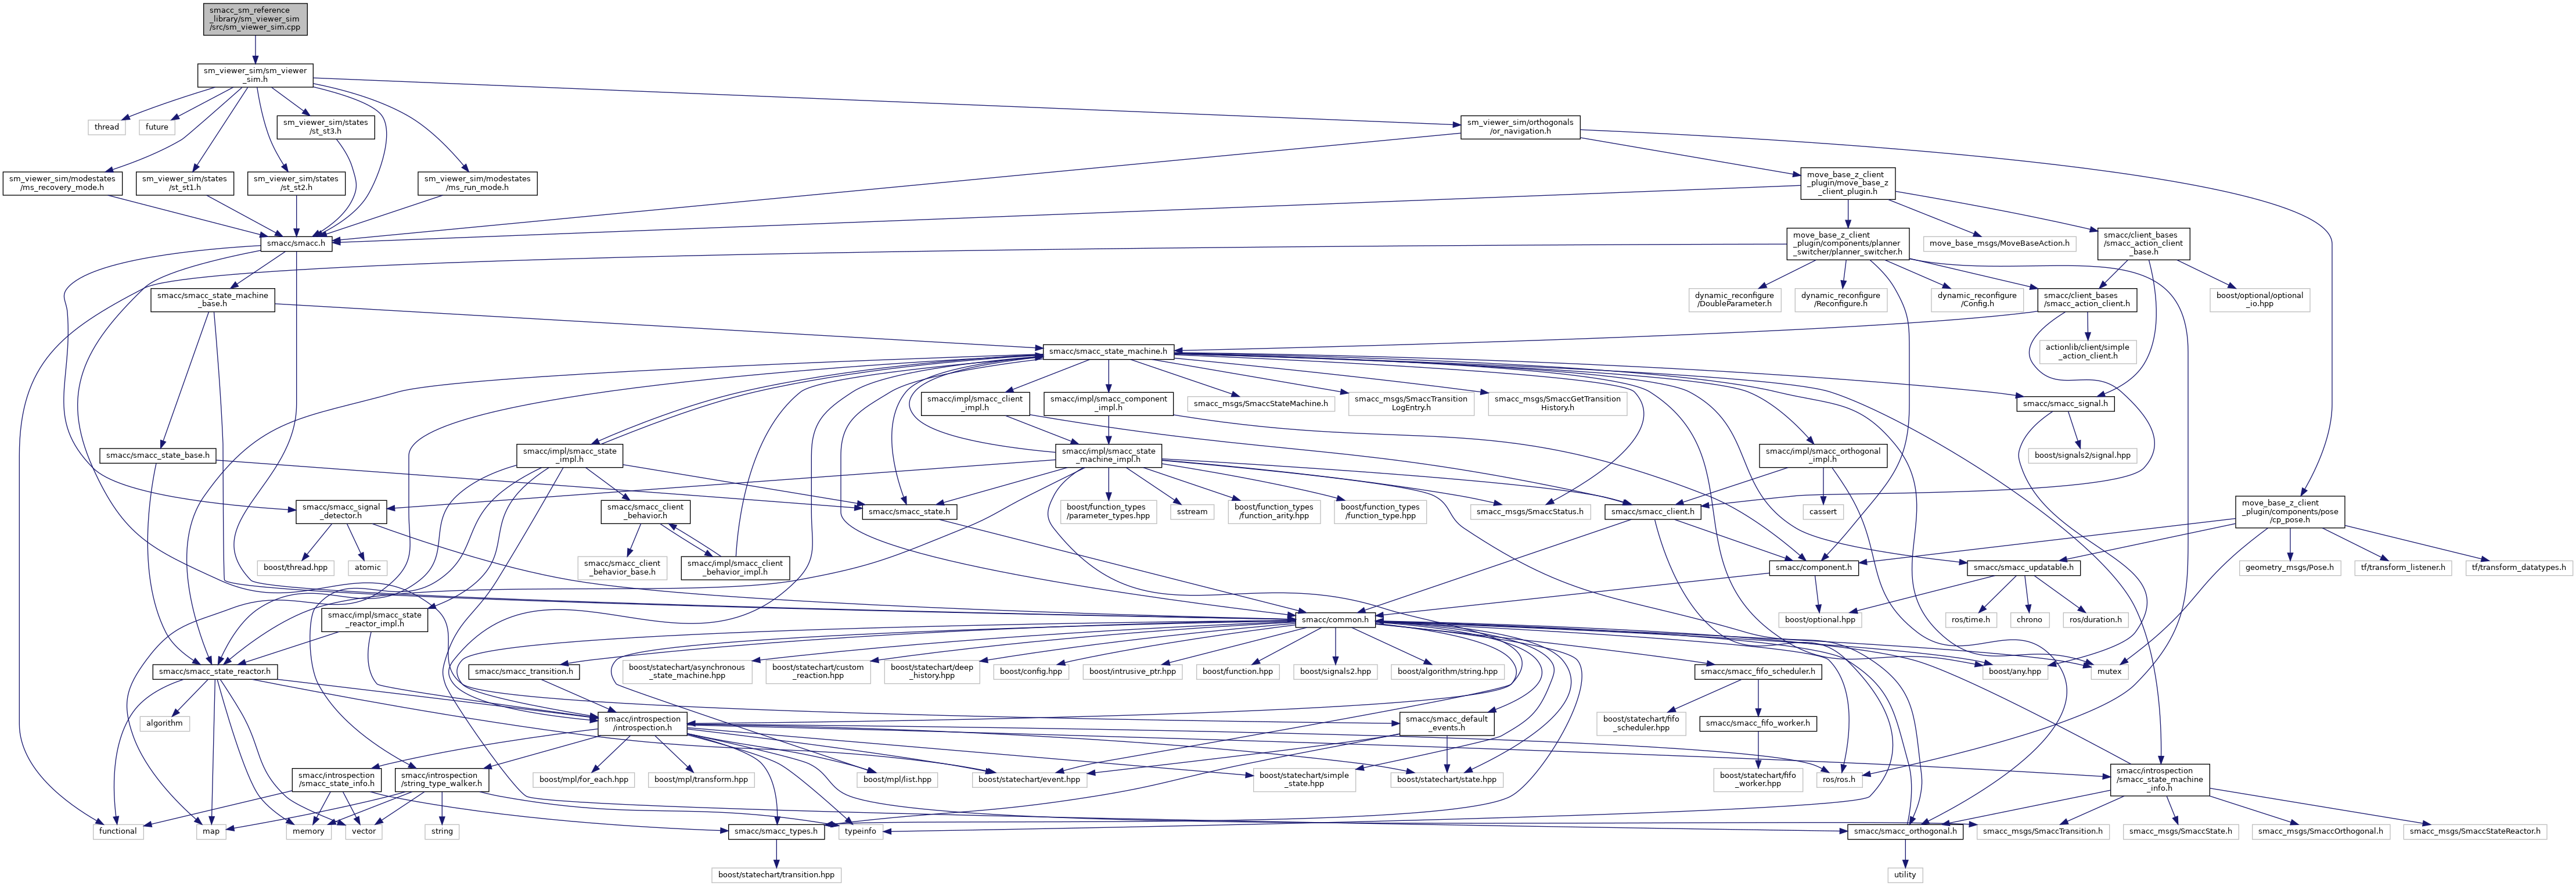 smacc_sm_reference
_library/sm_viewer_sim
/src/sm_viewer_sim.cpp
sm_viewer_sim/sm_viewer
_sim.h
thread
future
sm_viewer_sim/states
/st_st3.h
sm_viewer_sim/orthogonals
/or_navigation.h
sm_viewer_sim/modestates
/ms_recovery_mode.h
sm_viewer_sim/states
/st_st1.h
sm_viewer_sim/states
/st_st2.h
sm_viewer_sim/modestates
/ms_run_mode.h
move_base_z_client
_plugin/move_base_z
_client_plugin.h
smacc/smacc.h
move_base_z_client
_plugin/components/planner
_switcher/planner_switcher.h
move_base_msgs/MoveBaseAction.h
smacc/client_bases
/smacc_action_client
_base.h
smacc/smacc_state_machine
_base.h
dynamic_reconfigure
/DoubleParameter.h
dynamic_reconfigure
/Reconfigure.h
dynamic_reconfigure
/Config.h
smacc/client_bases
/smacc_action_client.h
boost/optional/optional
_io.hpp
smacc/smacc_state_machine.h
actionlib/client/simple
_action_client.h
smacc/impl/smacc_client
_impl.h
smacc/impl/smacc_component
_impl.h
smacc_msgs/SmaccStateMachine.h
smacc_msgs/SmaccTransition
LogEntry.h
smacc_msgs/SmaccGetTransition
History.h
smacc/smacc_signal.h
smacc/smacc_state_base.h
smacc/impl/smacc_state
_impl.h
smacc/impl/smacc_state
_machine_impl.h
smacc/impl/smacc_orthogonal
_impl.h
boost/signals2/signal.hpp
smacc/smacc_signal
_detector.h
smacc/smacc_client
_behavior.h
smacc/smacc_state.h
boost/function_types
/parameter_types.hpp
sstream
boost/function_types
/function_arity.hpp
boost/function_types
/function_type.hpp
smacc_msgs/SmaccStatus.h
smacc/smacc_client.h
cassert
move_base_z_client
_plugin/components/pose
/cp_pose.h
boost/thread.hpp
atomic
smacc/smacc_client
_behavior_base.h
smacc/impl/smacc_client
_behavior_impl.h
smacc/component.h
smacc/smacc_updatable.h
geometry_msgs/Pose.h
tf/transform_listener.h
tf/transform_datatypes.h
smacc/impl/smacc_state
_reactor_impl.h
smacc/common.h
boost/optional.hpp
ros/time.h
chrono
ros/duration.h
smacc/smacc_state_reactor.h
smacc/smacc_transition.h
boost/statechart/asynchronous
_state_machine.hpp
boost/statechart/custom
_reaction.hpp
boost/statechart/deep
_history.hpp
boost/config.hpp
boost/intrusive_ptr.hpp
boost/function.hpp
boost/signals2.hpp
boost/algorithm/string.hpp
smacc/smacc_fifo_scheduler.h
boost/any.hpp
mutex
algorithm
smacc/introspection
/introspection.h
smacc/smacc_default
_events.h
boost/statechart/fifo
_scheduler.hpp
smacc/smacc_fifo_worker.h
smacc/introspection
/smacc_state_info.h
smacc/introspection
/string_type_walker.h
boost/mpl/for_each.hpp
boost/mpl/transform.hpp
boost/mpl/list.hpp
boost/statechart/event.hpp
boost/statechart/simple
_state.hpp
boost/statechart/state.hpp
boost/statechart/fifo
_worker.hpp
ros/ros.h
smacc/introspection
/smacc_state_machine
_info.h
functional
map
memory
vector
string
smacc/smacc_types.h
typeinfo
smacc/smacc_orthogonal.h
smacc_msgs/SmaccTransition.h
smacc_msgs/SmaccState.h
smacc_msgs/SmaccOrthogonal.h
smacc_msgs/SmaccStateReactor.h
boost/statechart/transition.hpp
utility